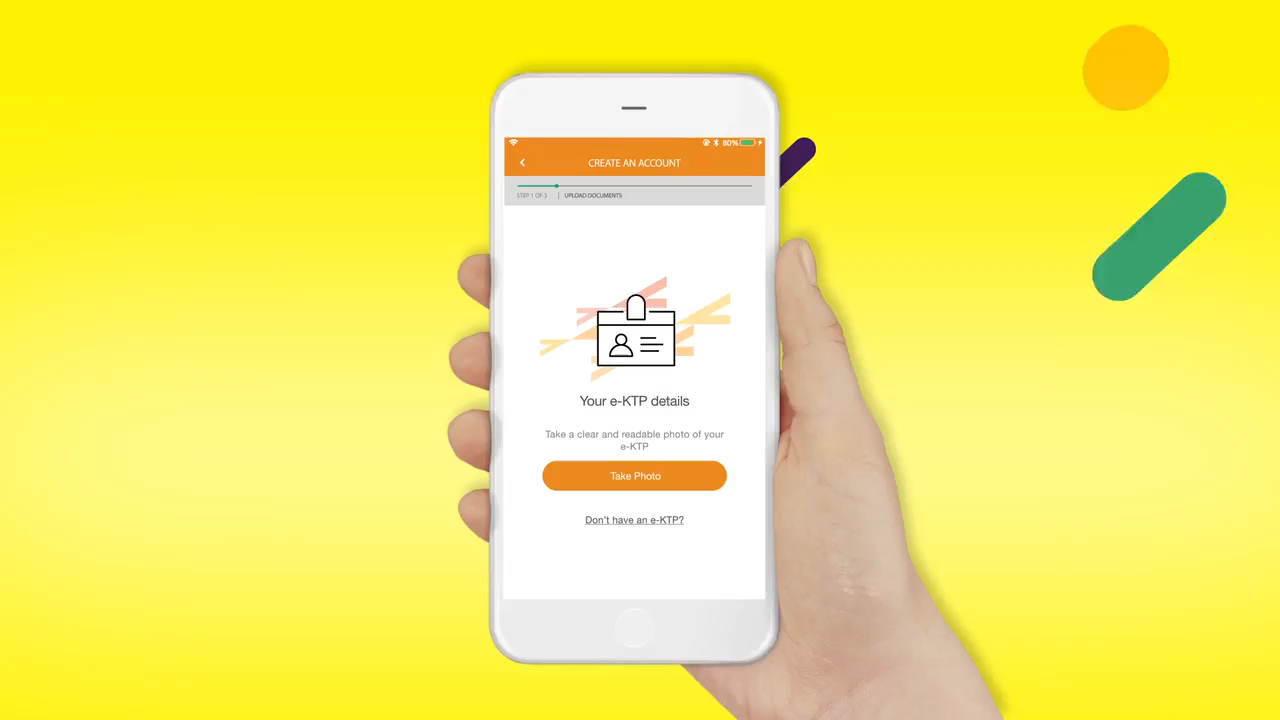 80%
CREATE AN ACCOUNT
STEP 1 OF 3 | UPLOAD DOCUMENTS
Your e-KTP details
Take a clear and readable photo of your
e-KTP
Take Photo
Don't have an e-KTP?